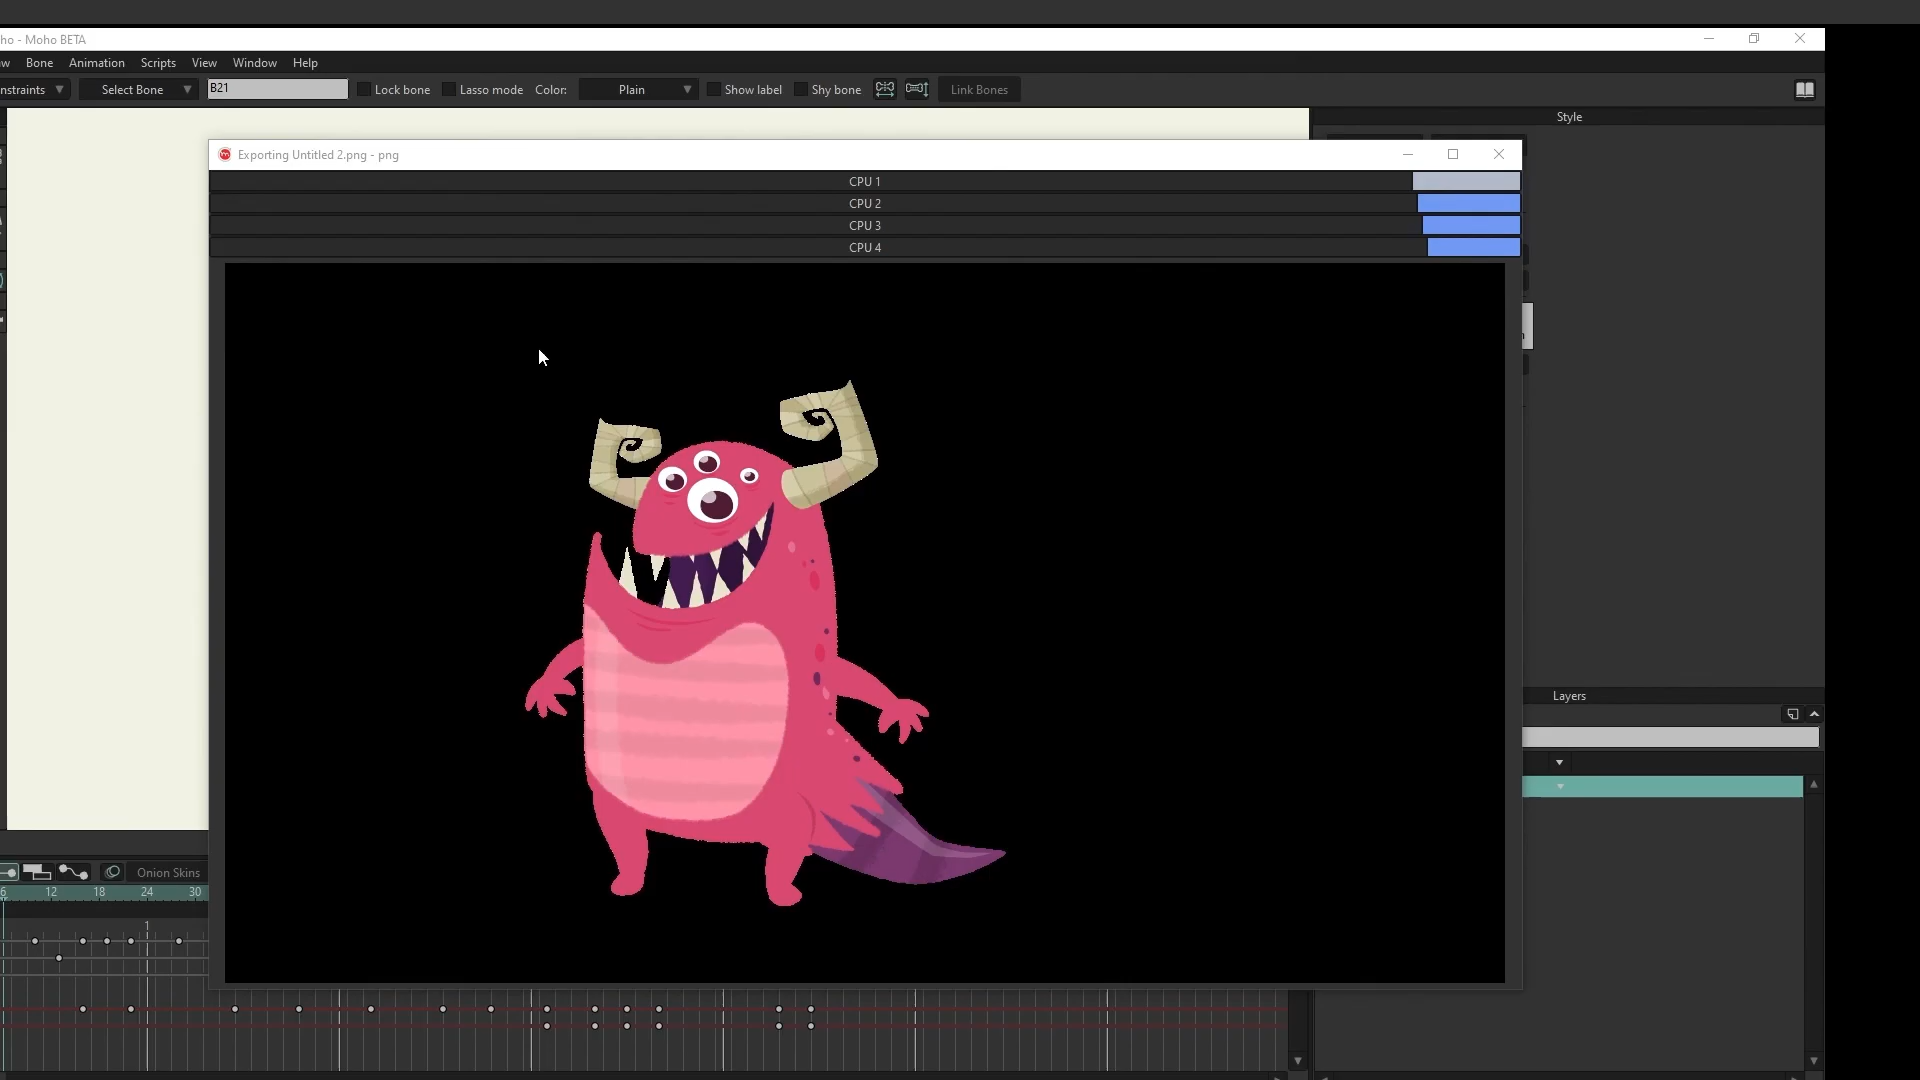 ho - Moho BETA
w Bone Animation Scripts View Window Help
nstraints Select Bone B21 Lock bone Lasso mode Color: Plain Show label Shy bone Link Bones
Style
Exporting Untitled 2.png - png
CPU 1
CPU 2
CPU 3
CPU 4
Layers
Onion Skins
6 12 18 24 30
1